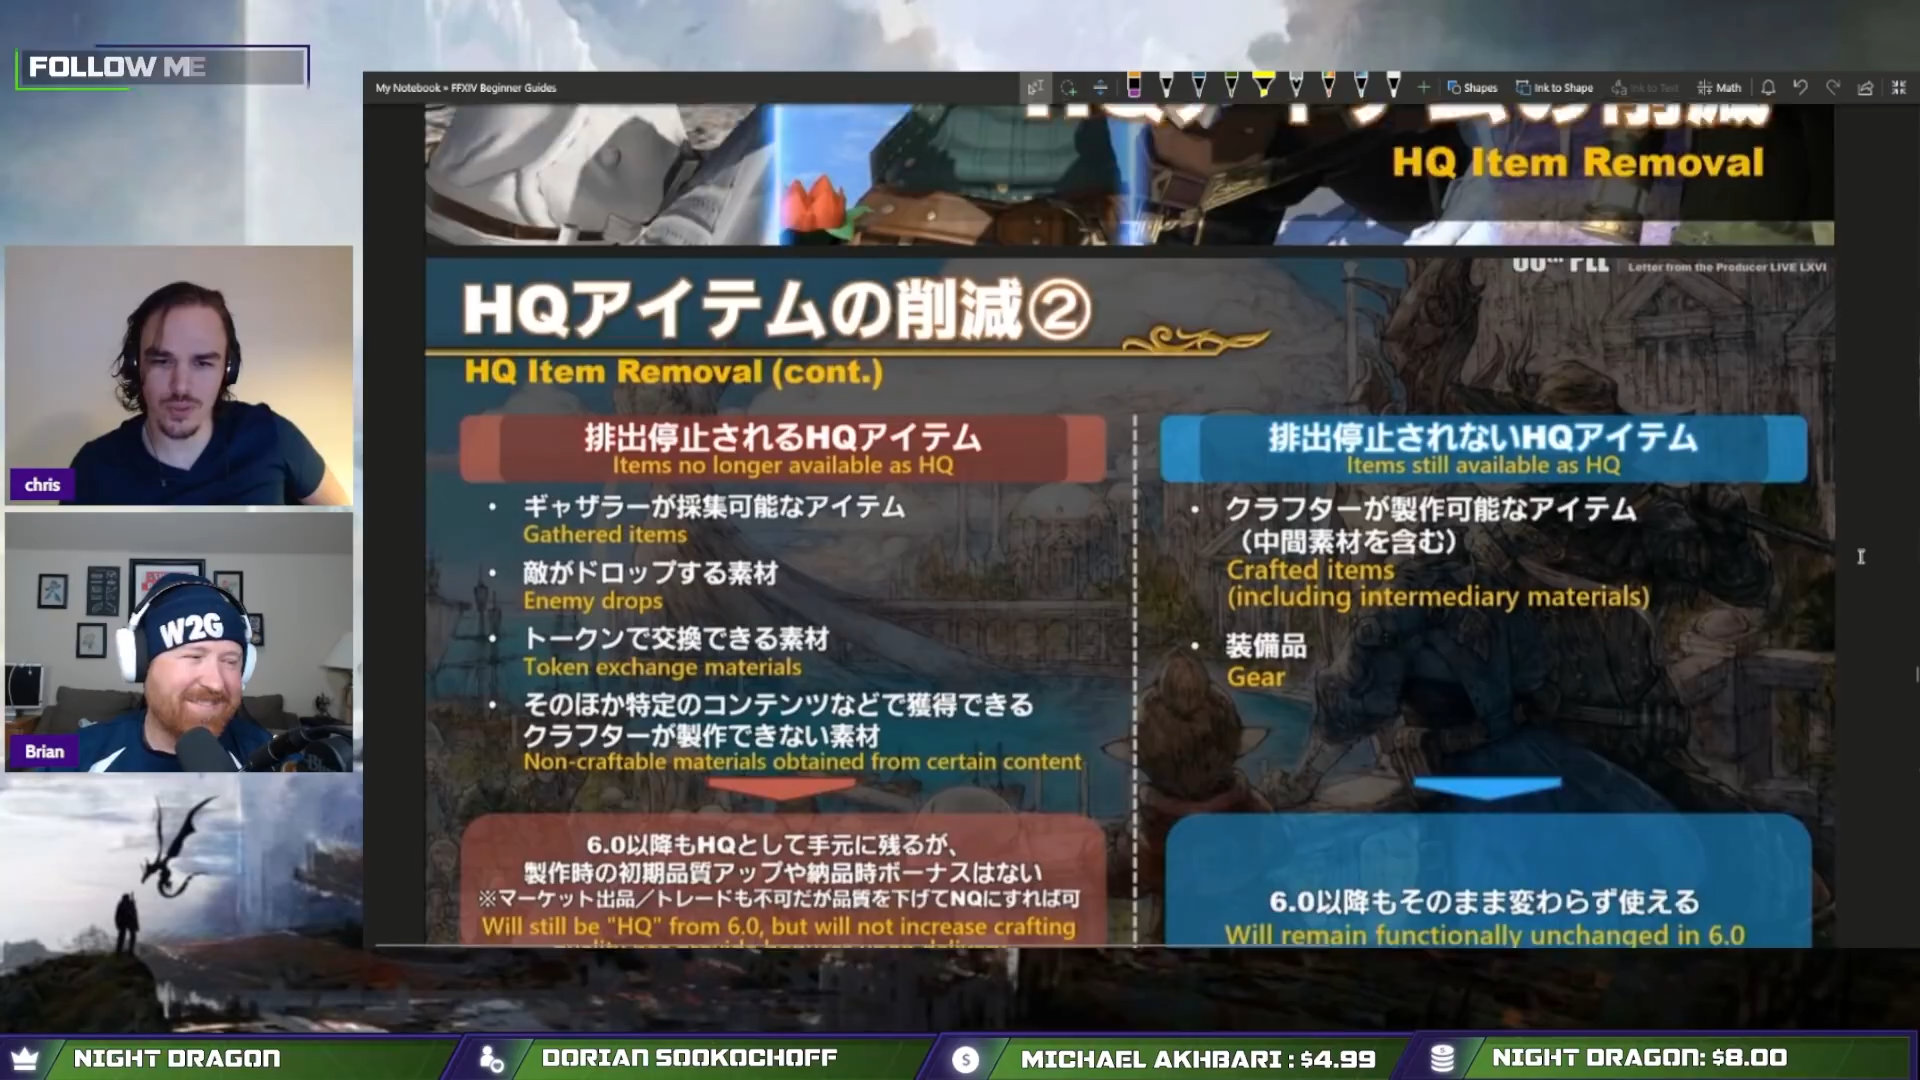 FOLLOW ME
My Notebook » FFXIV Beginner Guides
Shapes
Ink to Shape
Ink to Text
Math
HQアイテムの削減
HQ Item Removal
66th PLL
Letter from the Producer LIVE LXVI
HQアイテムの削減②
HQ Item Removal (cont.)
排出停止されるHQアイテム
Items no longer available as HQ
• ギャザラーが採集可能なアイテム
Gathered items
• 敵がドロップする素材
Enemy drops
• トークンで交換できる素材
Token exchange materials
• そのほか特定のコンテンツなどで獲得できる
クラフターが製作できない素材
Non-craftable materials obtained from certain content
6.0以降もHQとして手元に残るが、
製作時の初期品質アップや納品時ボーナスはない
※マーケット出品／トレードも不可だが品質を下げてNQにすれば可
Will still be "HQ" from 6.0, but will not increase crafting
排出停止されないHQアイテム
Items still available as HQ
• クラフターが製作可能なアイテム
（中間素材を含む）
Crafted items
(including intermediary materials)
• 装備品
Gear
6.0以降もそのまま変わらず使える
Will remain functionally unchanged in 6.0
chris
W2G
Brian
NIGHT DRAGON
DORIAN SOOKOCHOFF
MICHAEL AKHBARI : $4.99
NIGHT DRAGON: $8.00